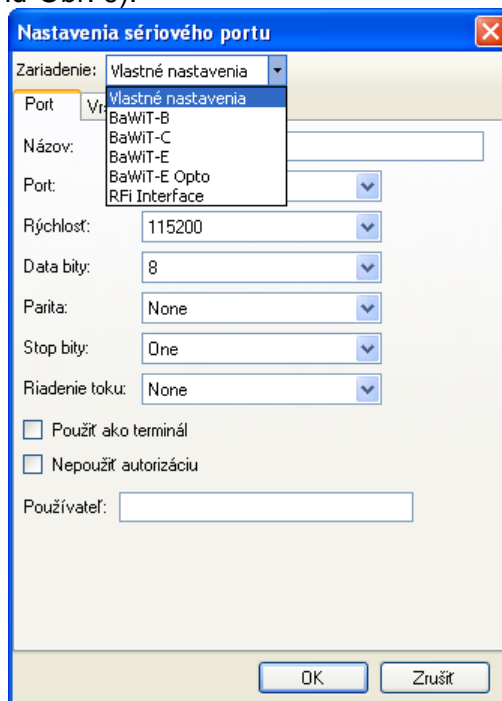 Nastavenia sériového portu
Zariadenie: Vlastné nastavenia
Port
Vlastné nastavenia
BaWiT-B
BaWiT-C
BaWiT-E
BaWiT-E Opto
RFi Interface
Názov:
Port:
Rýchlosť: 115200
Data bity: 8
Parita: None
Stop bity: One
Riadenie toku: None
Použiť ako terminál
Nepoužiť autorizáciu
Používateľ:
OK Zrušiť